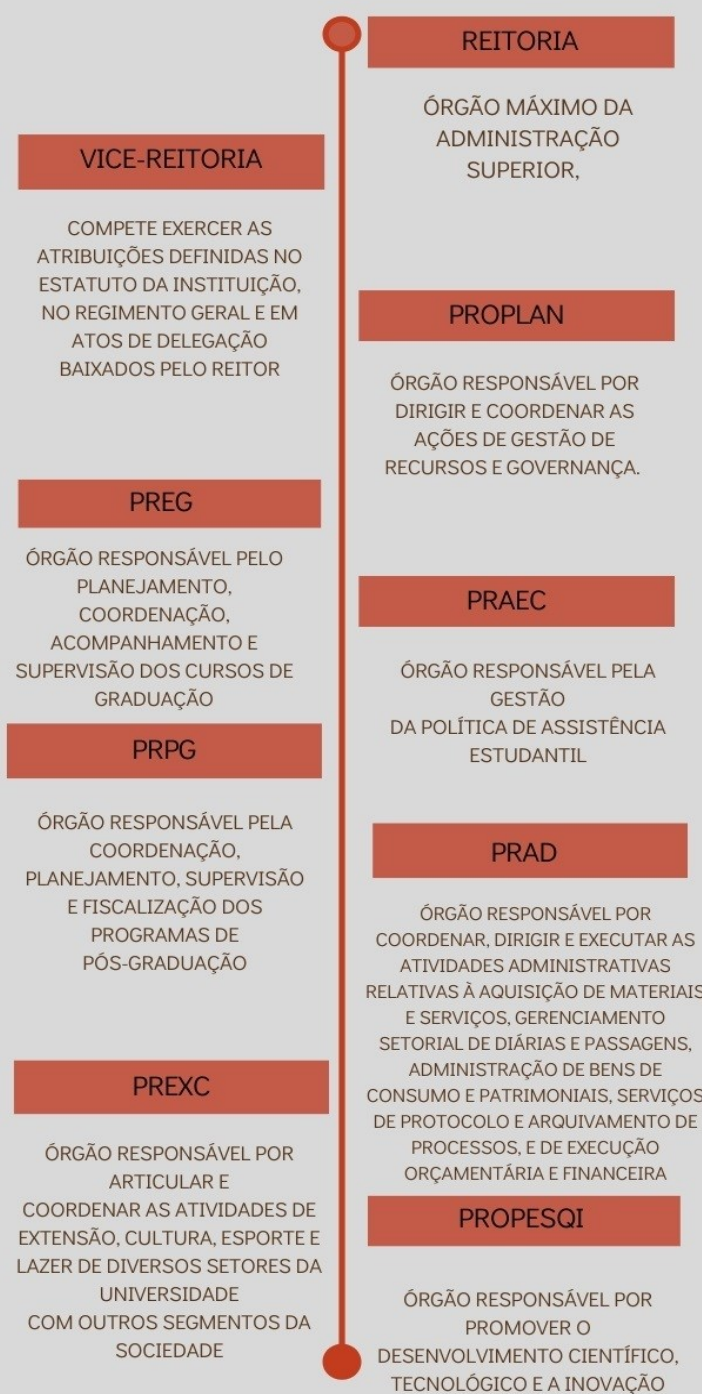 REITORIA
ÓRGÃO MÁXIMO DA
ADMINISTRAÇÃO
SUPERIOR,
VICE-REITORIA
COMPETE EXERCER AS
ATRIBUIÇÕES DEFINIDAS NO
ESTATUTO DA INSTITUIÇÃO,
NO REGIMENTO GERAL E EM
ATOS DE DELEGAÇÃO
BAIXADOS PELO REITOR
PROPLAN
ÓRGÃO RESPONSÁVEL POR
DIRIGIR E COORDENAR AS
AÇÕES DE GESTÃO DE
RECURSOS E GOVERNANÇA.
PREG
ÓRGÃO RESPONSÁVEL PELO
PLANEJAMENTO,
COORDENAÇÃO,
ACOMPANHAMENTO E
SUPERVISÃO DOS CURSOS DE
GRADUAÇÃO
PRAEC
ÓRGÃO RESPONSÁVEL PELA
GESTÃO
DA POLÍTICA DE ASSISTÊNCIA
ESTUDANTIL
PRPG
ÓRGÃO RESPONSÁVEL PELA
COORDENAÇÃO,
PLANEJAMENTO, SUPERVISÃO
E FISCALIZAÇÃO DOS
PROGRAMAS DE
PÓS-GRADUAÇÃO
PRAD
ÓRGÃO RESPONSÁVEL POR
COORDENAR, DIRIGIR E EXECUTAR AS
ATIVIDADES ADMINISTRATIVAS
RELATIVAS À AQUISIÇÃO DE MATERIAIS
E SERVIÇOS, GERENCIAMENTO
SETORIAL DE DIÁRIAS E PASSAGENS,
ADMINISTRAÇÃO DE BENS DE
CONSUMO E PATRIMONIAIS, SERVIÇOS
DE PROTOCOLO E ARQUIVAMENTO DE
PROCESSOS, E DE EXECUÇÃO
ORÇAMENTÁRIA E FINANCEIRA
PREXC
ÓRGÃO RESPONSÁVEL POR
ARTICULAR E
COORDENAR AS ATIVIDADES DE
EXTENSÃO, CULTURA, ESPORTE E
LAZER DE DIVERSOS SETORES DA
UNIVERSIDADE
COM OUTROS SEGMENTOS DA
SOCIEDADE
PROPESQI
ÓRGÃO RESPONSÁVEL POR
PROMOVER O
DESENVOLVIMENTO CIENTÍFICO,
TECNOLÓGICO E A INOVAÇÃO